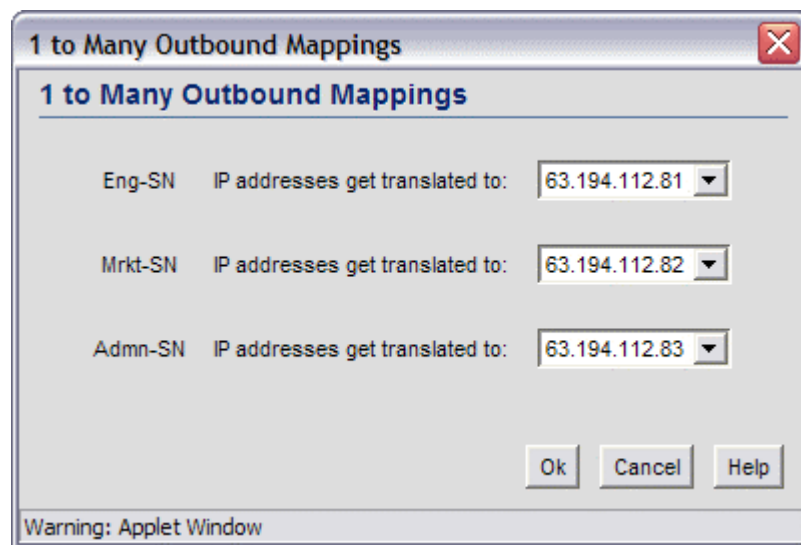 1 to Many Outbound Mappings
1 to Many Outbound Mappings
Eng-SN IP addresses get translated to: 63.194.112.81
Mrkt-SN IP addresses get translated to: 63.194.112.82
Admn-SN IP addresses get translated to: 63.194.112.83
Ok Cancel Help
Warning: Applet Window